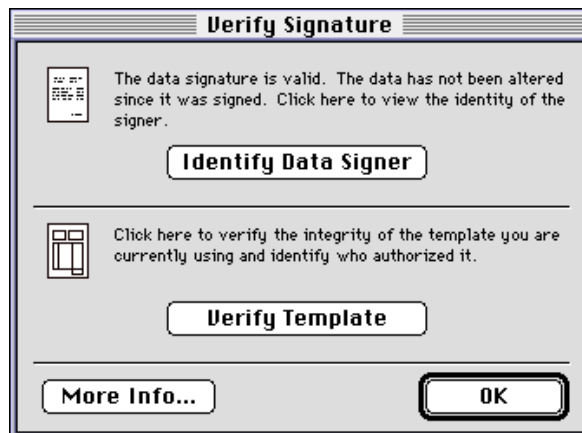 Verify Signature
The data signature is valid. The data has not been altered
since it was signed. Click here to view the identity of the
signer.
Identify Data Signer
Click here to verify the integrity of the template you are
currently using and identify who authorized it.
Verify Template
More Info...
OK